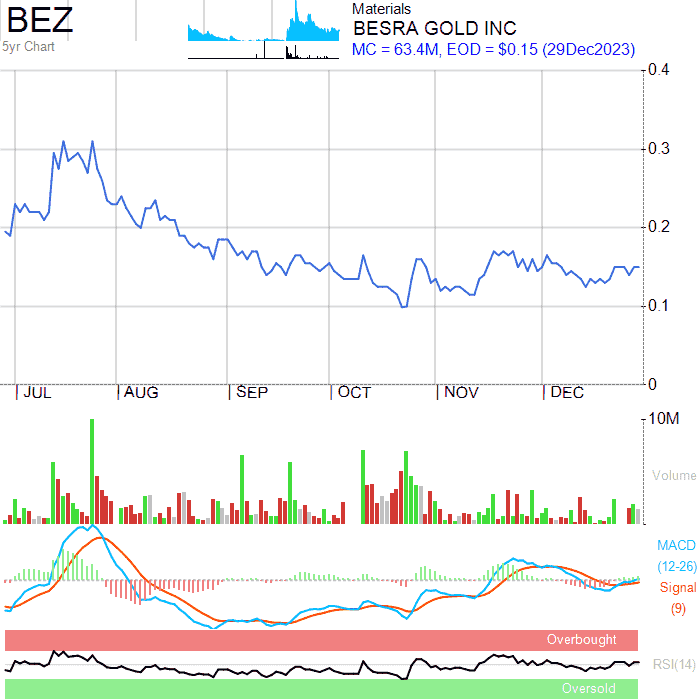 BEZ
5yr Chart
Materials
BESRA GOLD INC
MC = 63.4M, EOD = $0.15 (29Dec2023)
0.4
0.3
0.2
0.1
0
JUL AUG SEP OCT NOV DEC
10M
Volume
MACD
(12-26)
Signal
(9)
Overbought
RSI(14)
Oversold